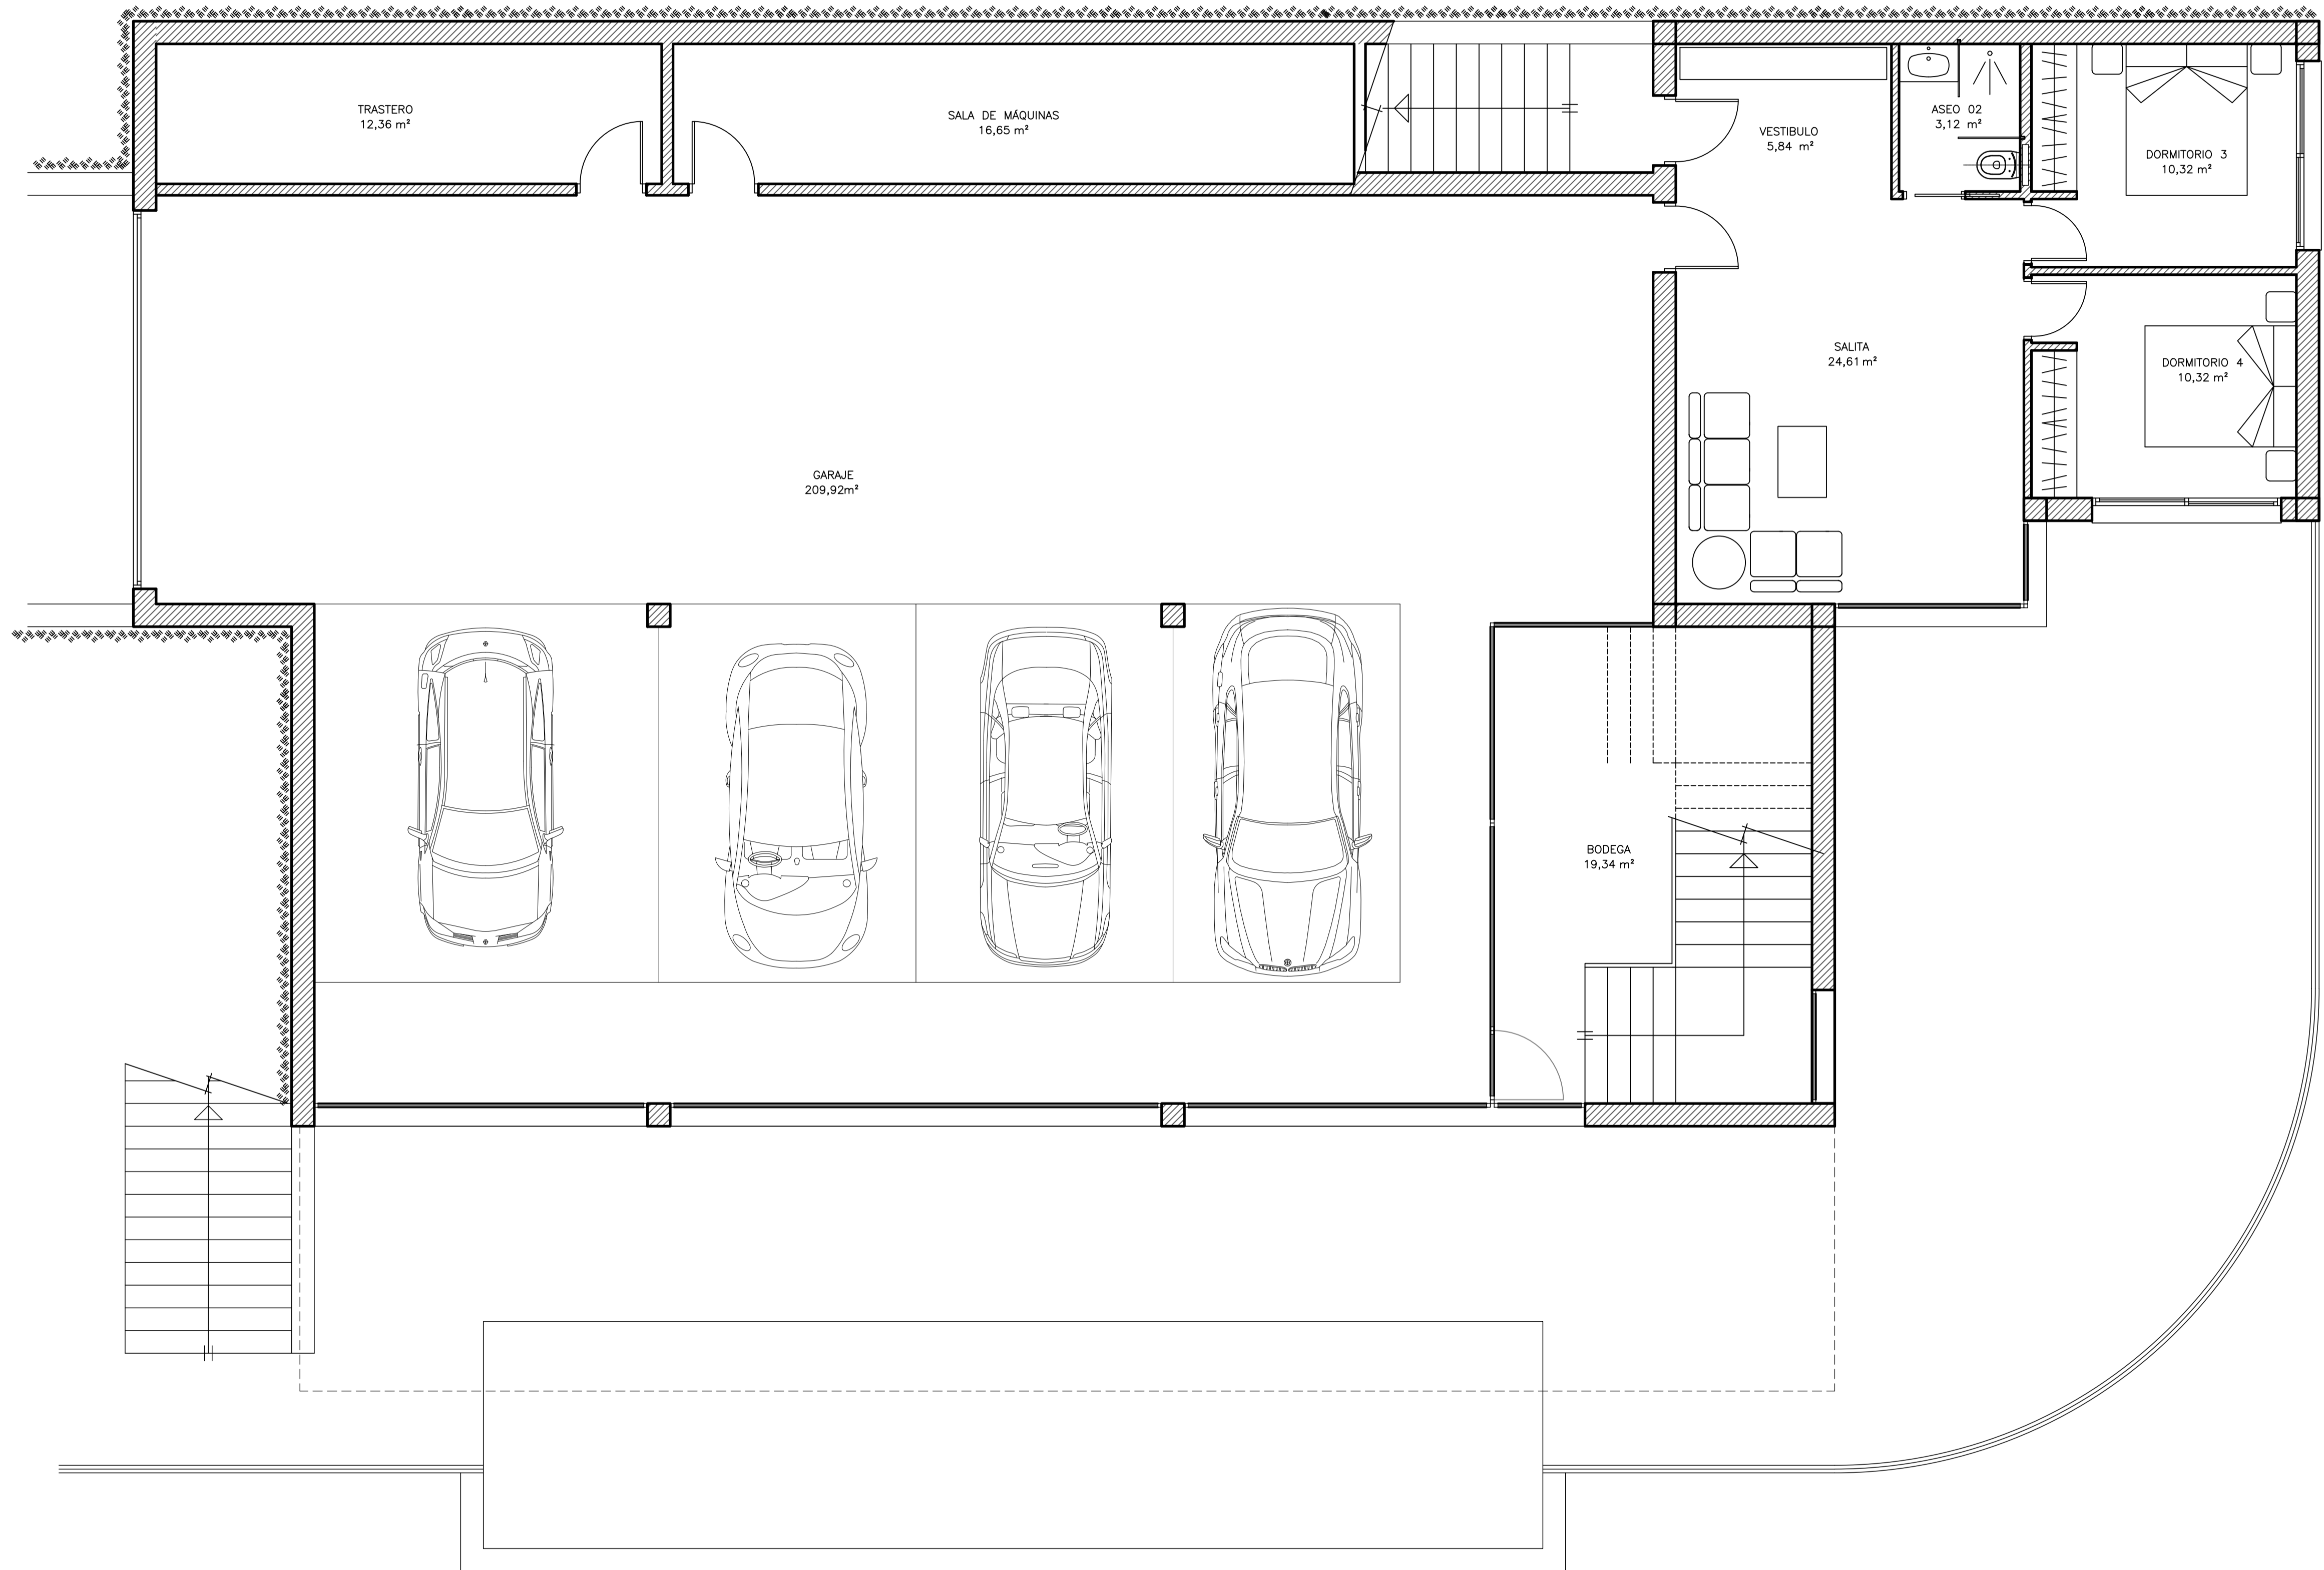 TRASTERO
12,36 m²
SALA DE MÁQUINAS
16,65 m²
VESTIBULO
5,84 m²
ASEO 02
3,12 m²
DORMITORIO 3
10,32 m²
SALITA
24,61 m²
DORMITORIO 4
10,32 m²
GARAJE
209,92m²
BODEGA
19,34 m²